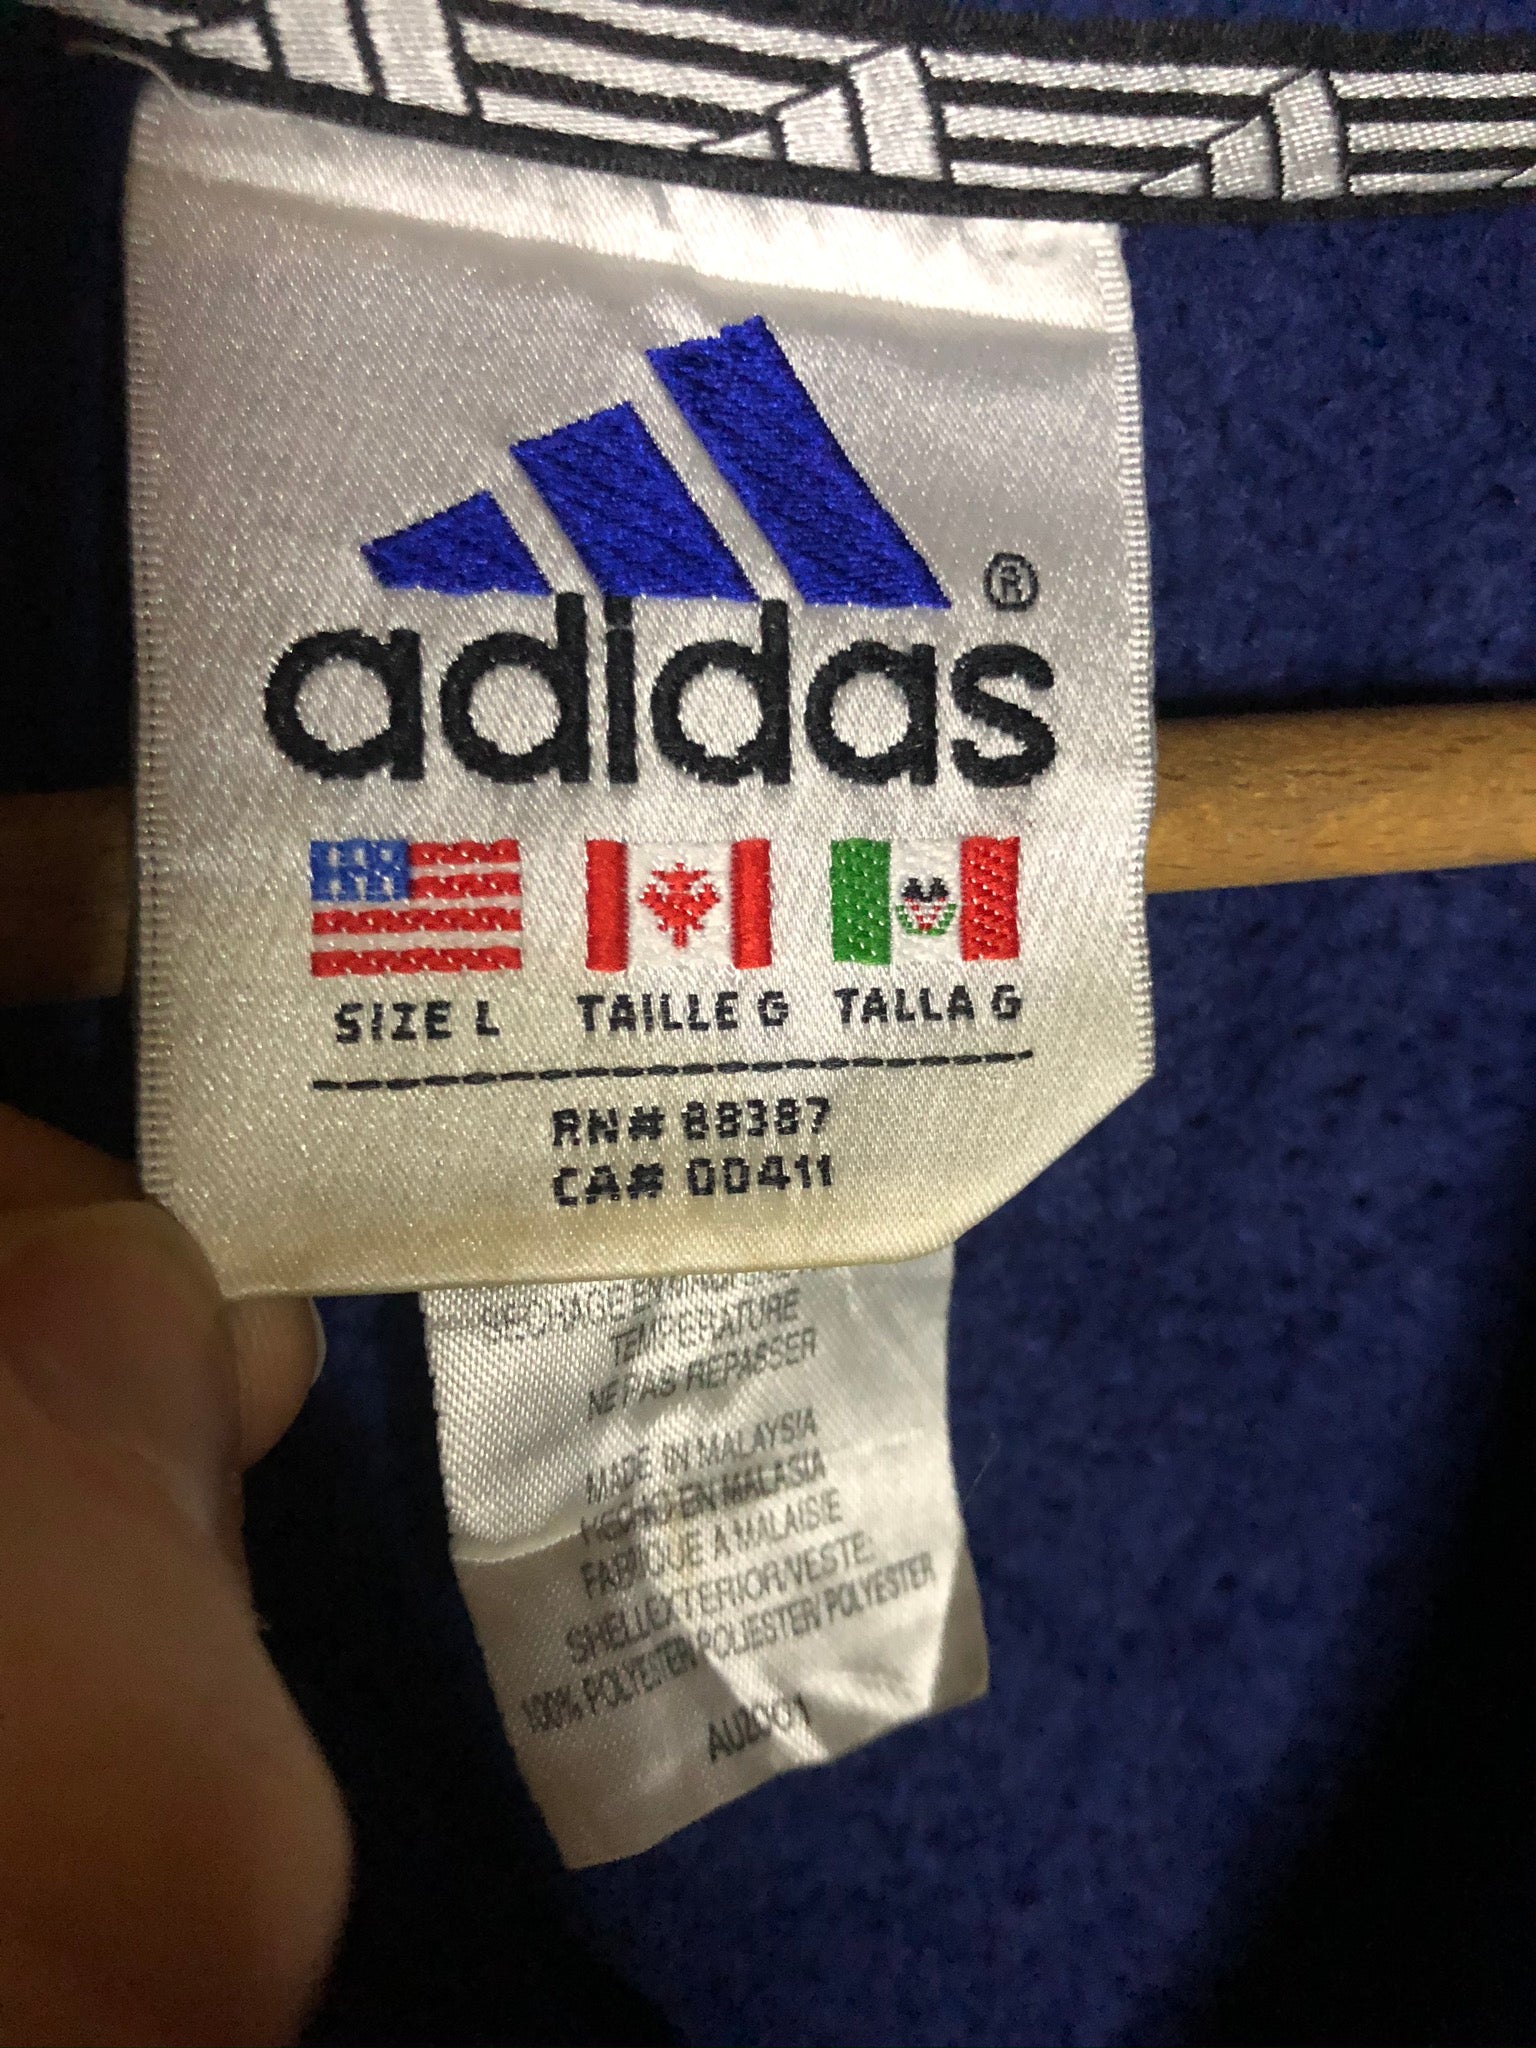 ®
adidas
SIZE L TAILLE G TALLA G
RN# 88387
CA# 00411
TEMPERATURE
NE PAS REPASSER
MADE IN MALAYSIA
HECHO EN MALASIA
FABRIQUE A MALAISIE
SHELL/EXTERIOR/VESTE:
100% POLYESTER/POLIESTER/POLYESTER
AU2001